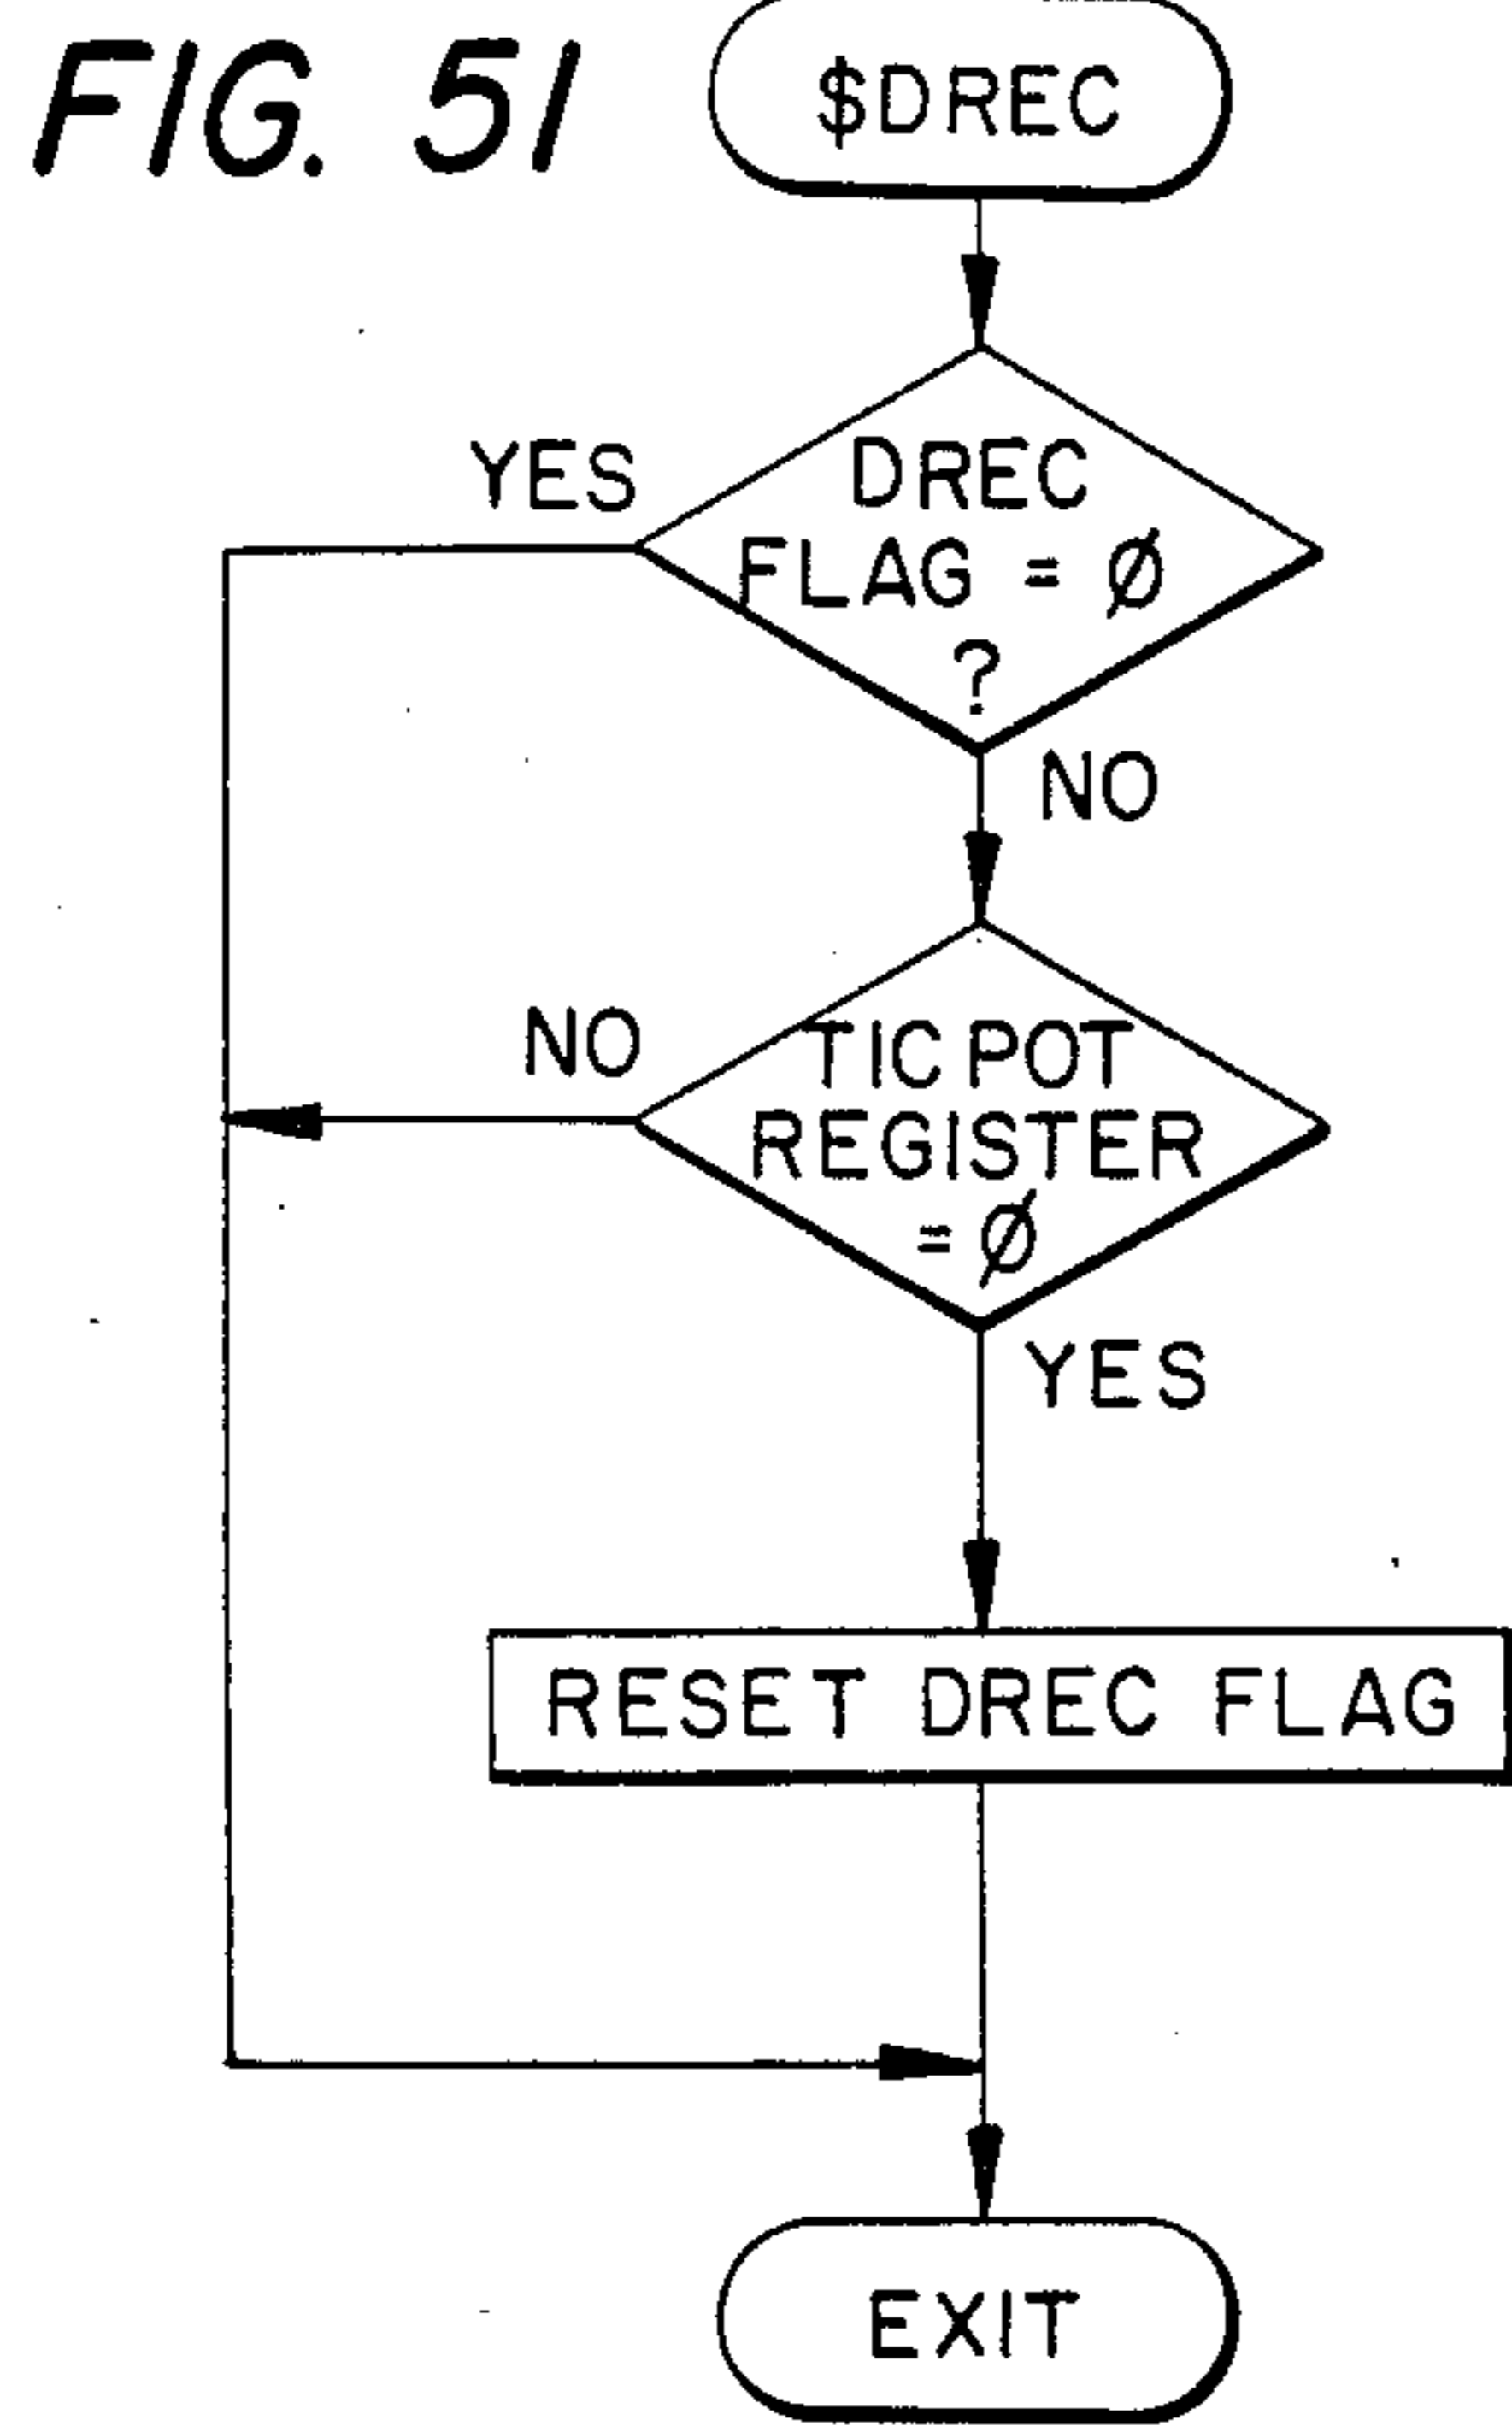 FIG. 51
$DREC
YES
DREC
FLAG = Ø
?
NO
NO
TIC POT
REGISTER
= Ø
YES
RESET DREC FLAG
EXIT